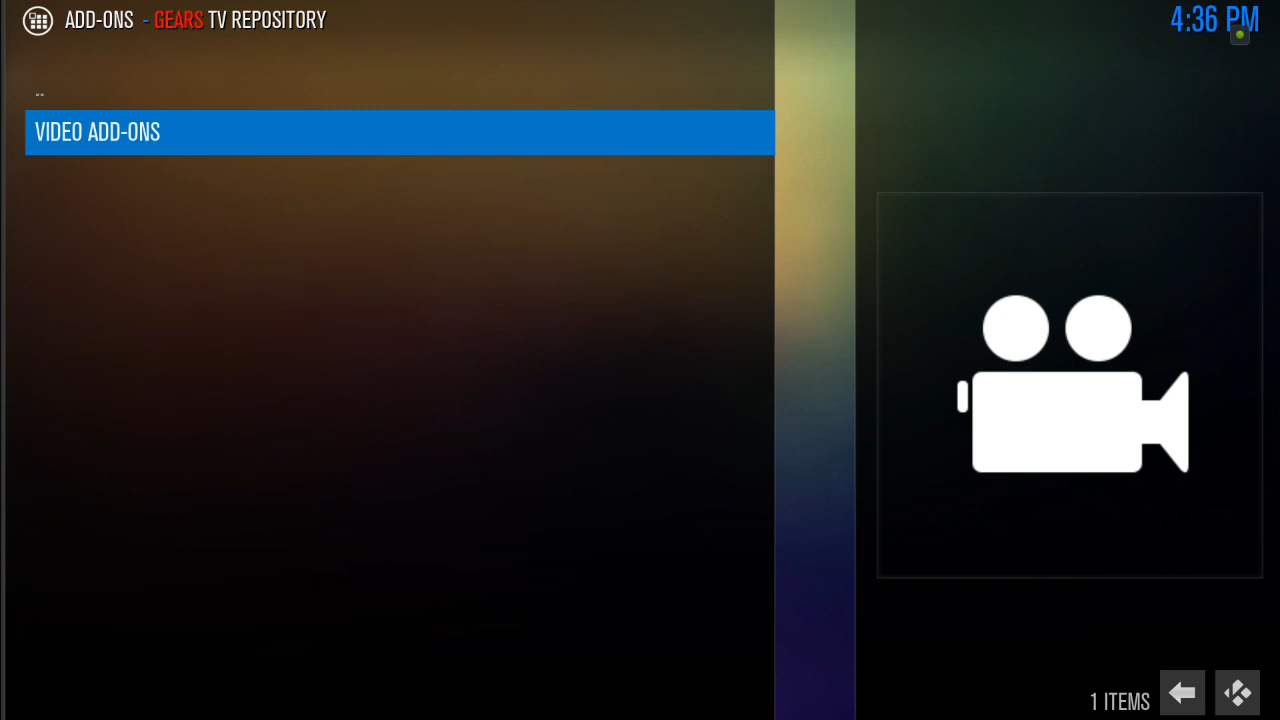 ADD-ONS - GEARS TV REPOSITORY
4:36 PM
..
VIDEO ADD-ONS
1 ITEMS